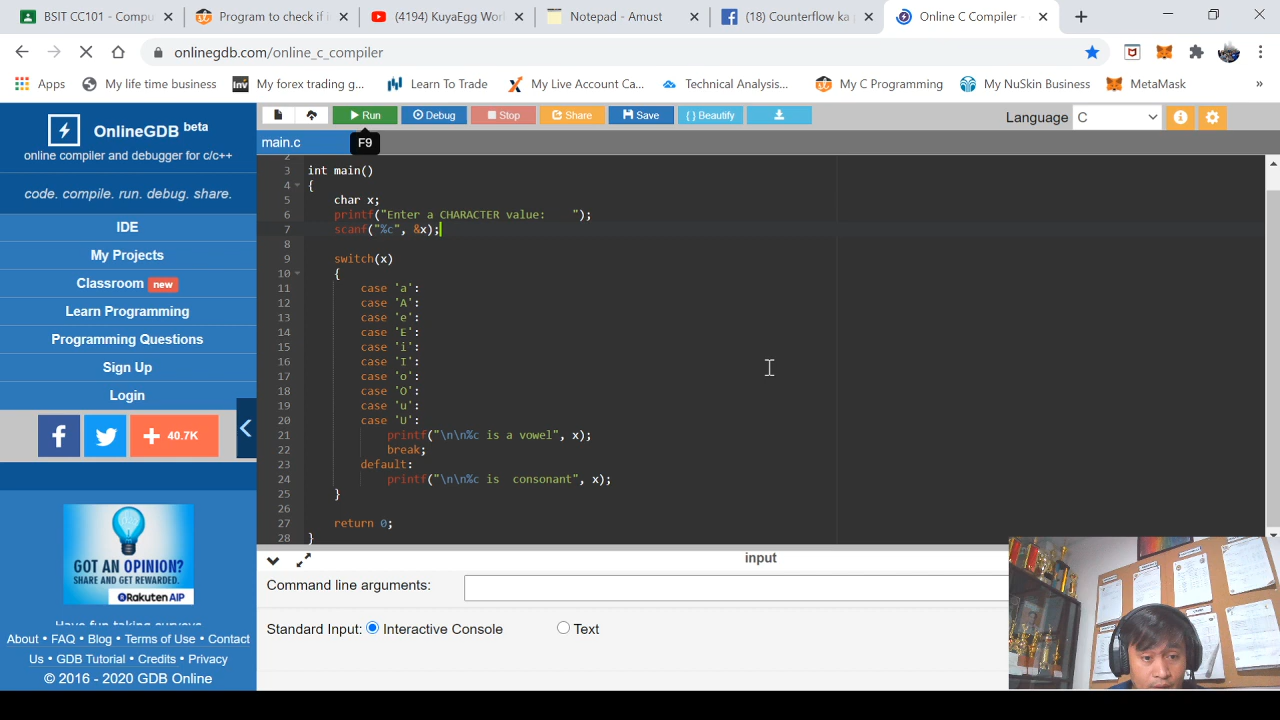 BSIT CC101 - Compu
Program to check if i
(4194) KuyaEgg Worl
Notepad - Amust
(18) Counterflow ka p
Online C Compiler -
onlinegdb.com/online_c_compiler
Apps
My life time business
My forex trading g...
Learn To Trade
My Live Account Ca...
Technical Analysis...
My C Programming
My NuSkin Business
MetaMask
OnlineGDB beta
online compiler and debugger for c/c++
code. compile. run. debug. share.
IDE
My Projects
Classroom new
Learn Programming
Programming Questions
Sign Up
Login
+ 40.7K
GOT AN OPINION?
SHARE AND GET REWARDED.
Rakuten AIP
Have fun taking surveys
About • FAQ • Blog • Terms of Use • Contact
Us • GDB Tutorial • Credits • Privacy
© 2016 - 2020 GDB Online
Run
Debug
Stop
Share
Save
{ } Beautify
Language C
main.c
F9
2
3 int main()
4 {
5 char x;
6 printf("Enter a CHARACTER value:    ");
7 scanf("%c", &x);
8
9 switch(x)
10 {
11 case 'a':
12 case 'A':
13 case 'e':
14 case 'E':
15 case 'i':
16 case 'I':
17 case 'o':
18 case 'O':
19 case 'u':
20 case 'U':
21 printf("\n\n%c is a vowel", x);
22 break;
23 default:
24 printf("\n\n%c is  consonant", x);
25 }
26
27 return 0;
28 }
input
Command line arguments:
Standard Input: Interactive Console Text